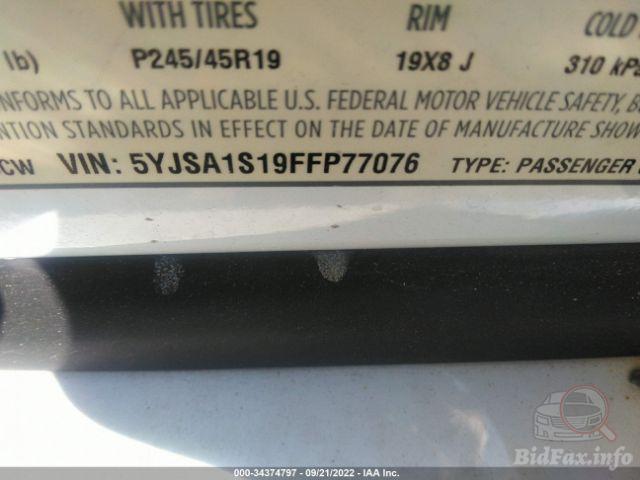 WITH TIRES RIM COLD
lb) P245/45R19 19X8 J 310 kPa
NFORMS TO ALL APPLICABLE U.S. FEDERAL MOTOR VEHICLE SAFETY,
NTION STANDARDS IN EFFECT ON THE DATE OF MANUFACTURE SHOW
CW VIN: 5YJSA1S19FFP77076 TYPE: PASSENGER
BidFax.info
000-34374797 - 09/21/2022 - IAA Inc.